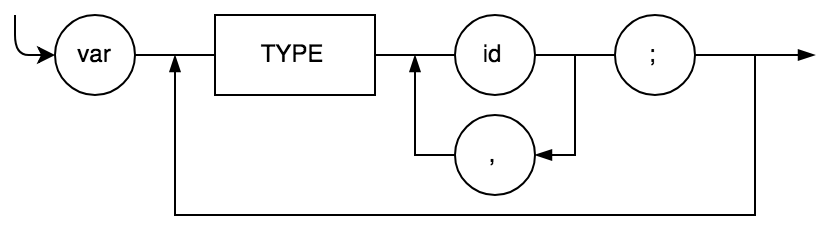 var TYPE id ;
,